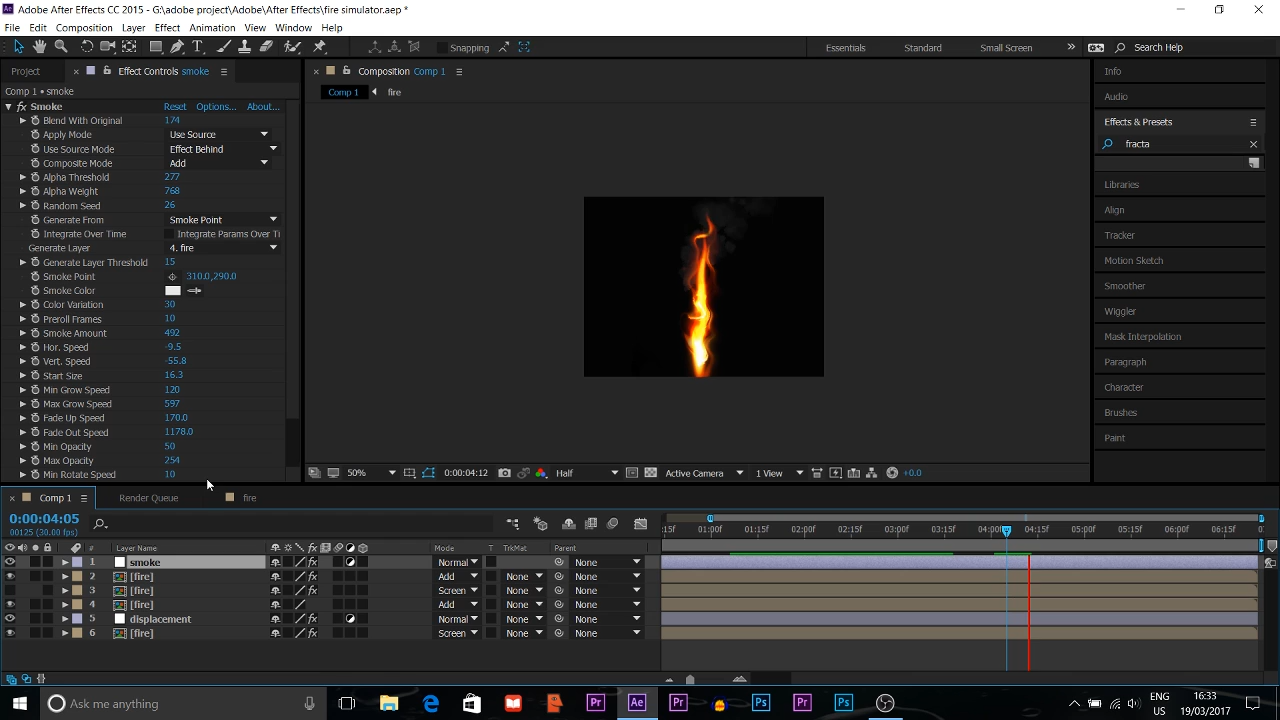 Adobe After Effects CC 2015 - G:\adobe project\Adobe\After Effects\fire simulator.aep *
File Edit Composition Layer Effect Animation View Window Help
Snapping Essentials Standard Small Screen Search Help
Project Effect Controls smoke
Comp 1 • smoke
Smoke Reset Options... About...
Blend With Original 174
Apply Mode Use Source
Use Source Mode Effect Behind
Composite Mode Add
Alpha Threshold 277
Alpha Weight 768
Random Seed 26
Generate From Smoke Point
Integrate Over Time Integrate Params Over Ti
Generate Layer 4. fire
Generate Layer Threshold 15
Smoke Point 310.0,290.0
Smoke Color
Color Variation 30
Preroll Frames 10
Smoke Amount 492
Hor. Speed -9.5
Vert. Speed -55.8
Start Size 16.3
Min Grow Speed 120
Max Grow Speed 597
Fade Up Speed 170.0
Fade Out Speed 1178.0
Min Opacity 50
Max Opacity 254
Min Rotate Speed 10
Composition Comp 1
Comp 1 fire
50% 0:00:04:12 Half Active Camera 1 View +0.0
Info
Audio
Effects & Presets
fracta
Libraries
Align
Tracker
Motion Sketch
Smoother
Wiggler
Mask Interpolation
Paragraph
Character
Brushes
Paint
Comp 1 Render Queue fire
0:00:04:05
00125 (30.00 fps)
:15f 01:00f 01:15f 02:00f 02:15f 03:00f 03:15f 04:00f 04:15f 05:00f 05:15f 06:00f 06:15f
# Layer Name Mode T TrkMat Parent
1 smoke Normal None
2 [fire] Add None None
3 [fire] Screen None None
4 [fire] Add None None
5 displacement Normal None None
6 [fire] Screen None None
Ask me anything
ENG
US
16:33
19/03/2017